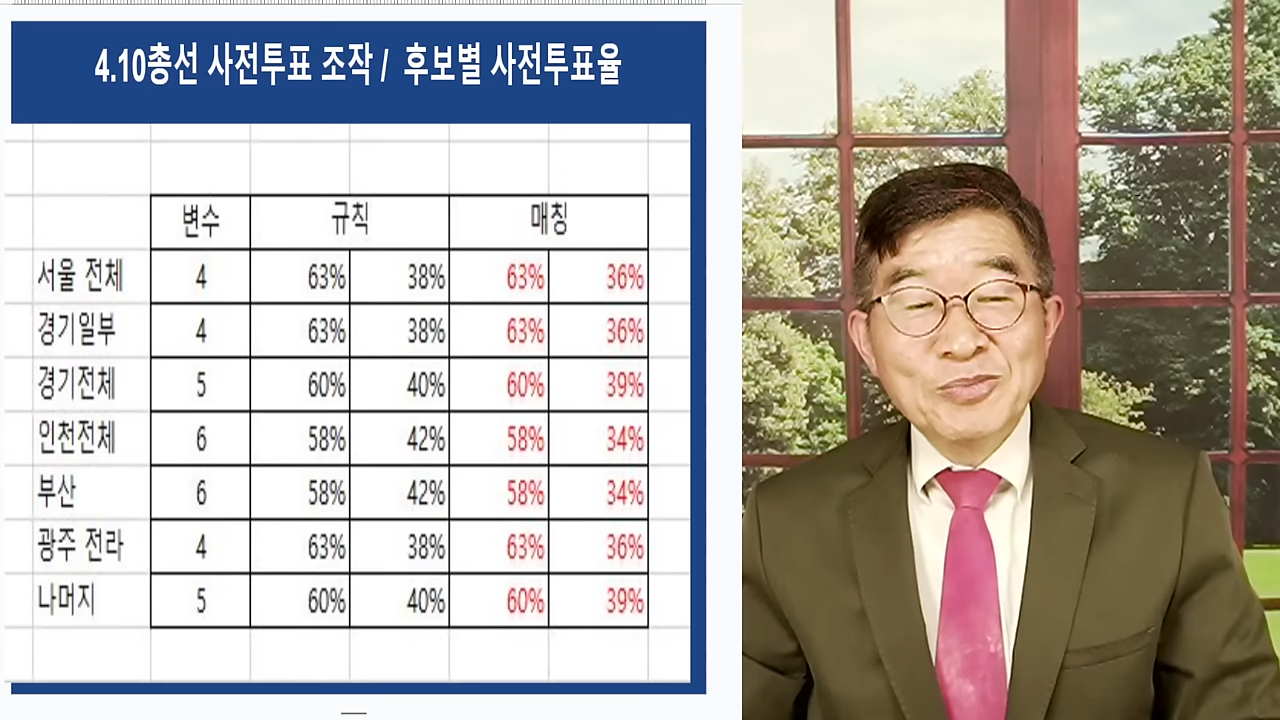 4.10총선 사전투표 조작 / 후보별 사전투표율
변수 규칙 매칭
서울 전체 4 63% 38% 63% 36%
경기일부 4 63% 38% 63% 36%
경기전체 5 60% 40% 60% 39%
인천전체 6 58% 42% 58% 34%
부산 6 58% 42% 58% 34%
광주 전라 4 63% 38% 63% 36%
나머지 5 60% 40% 60% 39%